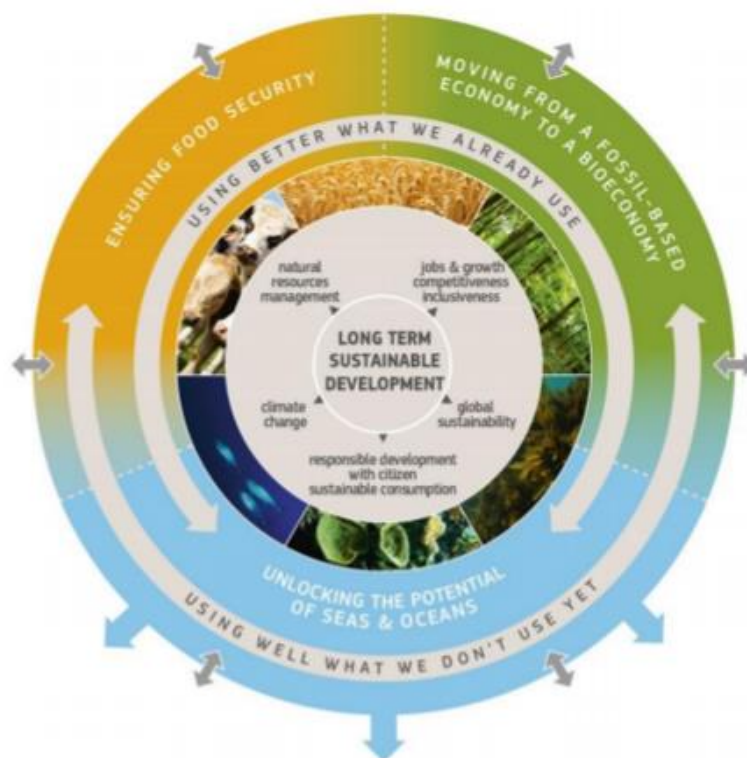 ENSURING FOOD SECURITY
MOVING FROM A FOSSIL-BASED
ECONOMY TO A BIOECONOMY
USING BETTER WHAT WE ALREADY USE
natural
resources
management
jobs & growth
competitiveness
inclusiveness
LONG TERM
SUSTAINABLE
DEVELOPMENT
climate
change
global
sustainability
responsible development
with citizen
sustainable consumption
UNLOCKING THE POTENTIAL
OF SEAS & OCEANS
USING WELL WHAT WE DON'T USE YET